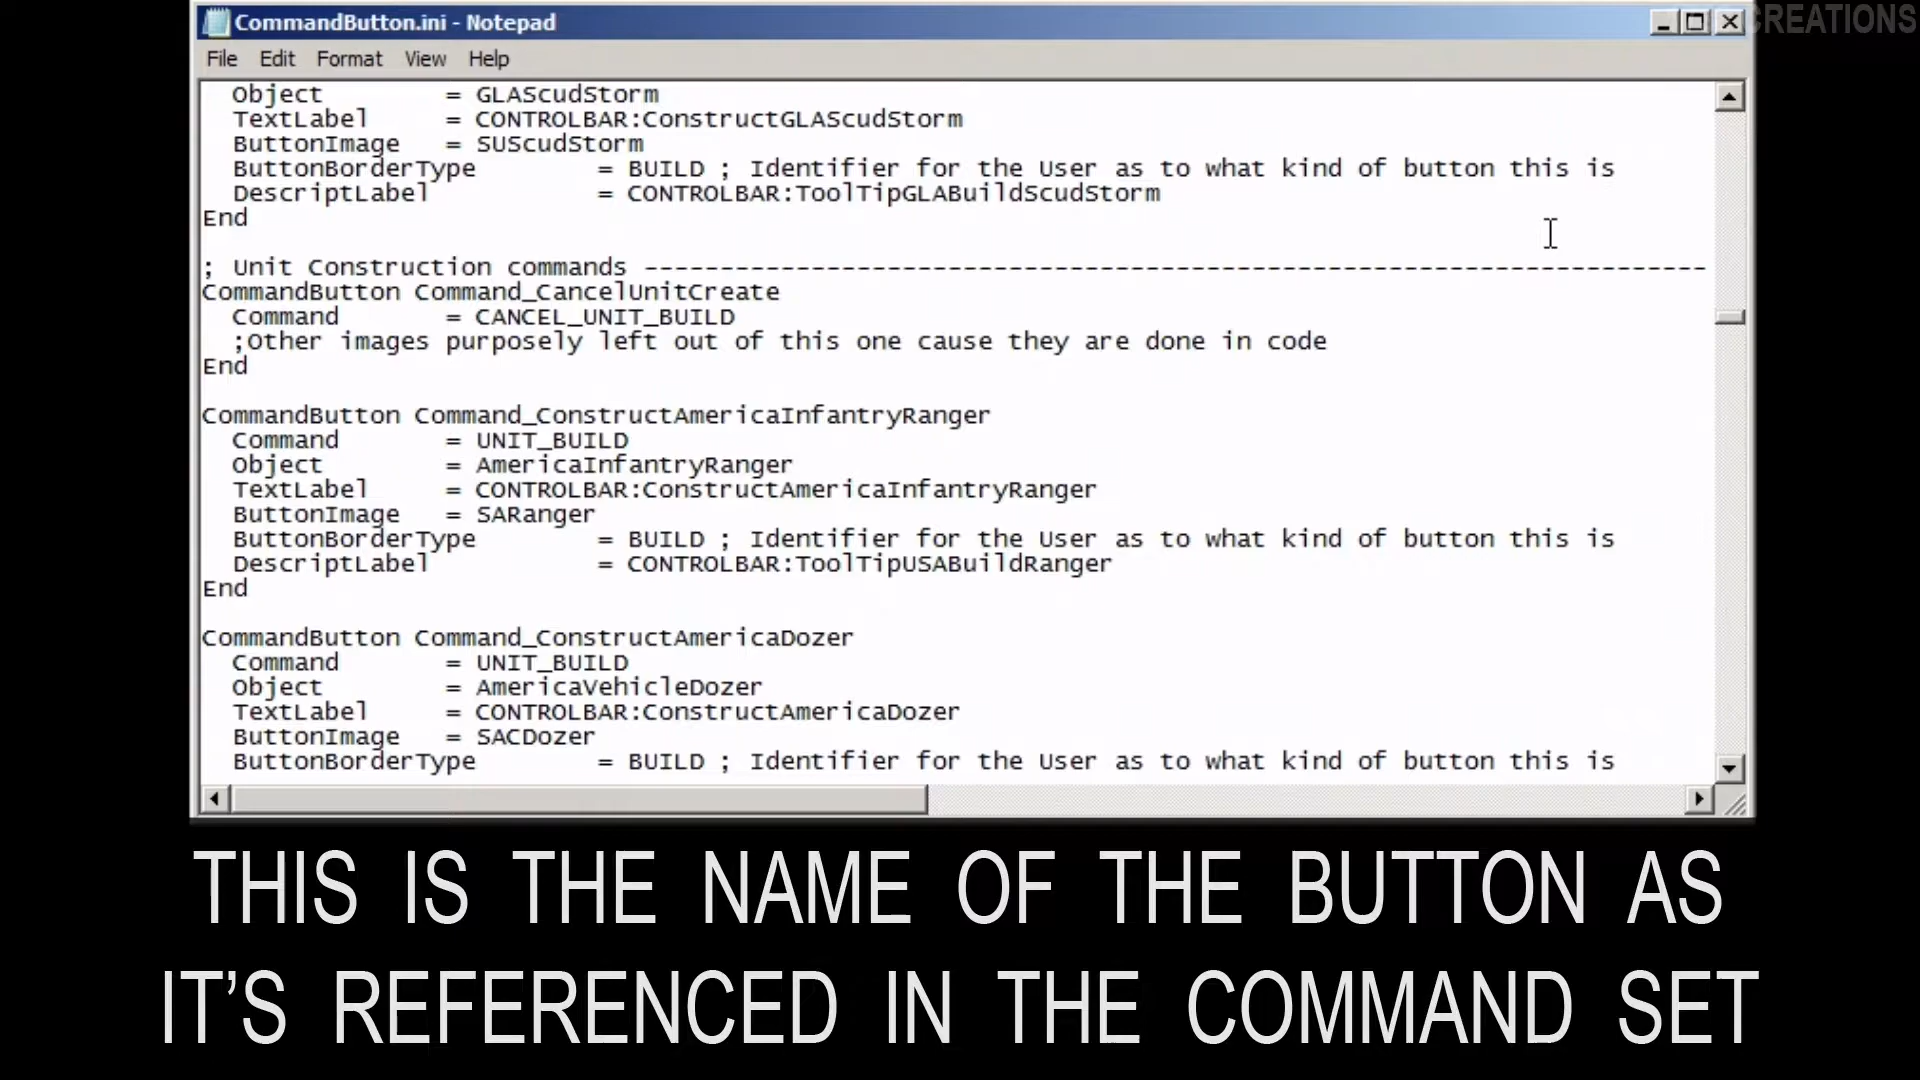 CommandButton.ini - Notepad
CREATIONS
File Edit Format View Help
Object = GLAScudStorm
TextLabel = CONTROLBAR:ConstructGLAScudStorm
ButtonImage = SUScudStorm
ButtonBorderType = BUILD ; Identifier for the User as to what kind of button this is
DescriptLabel = CONTROLBAR:ToolTipGLABuildScudStorm
End
; Unit Construction commands -----------------------------------------------------------------------
CommandButton Command_CancelUnitCreate
Command = CANCEL_UNIT_BUILD
;Other images purposely left out of this one cause they are done in code
End
CommandButton Command_ConstructAmericaInfantryRanger
Command = UNIT_BUILD
Object = AmericaInfantryRanger
TextLabel = CONTROLBAR:ConstructAmericaInfantryRanger
ButtonImage = SARanger
ButtonBorderType = BUILD ; Identifier for the User as to what kind of button this is
DescriptLabel = CONTROLBAR:ToolTipUSABuildRanger
End
CommandButton Command_ConstructAmericaDozer
Command = UNIT_BUILD
Object = AmericaVehicleDozer
TextLabel = CONTROLBAR:ConstructAmericaDozer
ButtonImage = SACDozer
ButtonBorderType = BUILD ; Identifier for the User as to what kind of button this is
THIS IS THE NAME OF THE BUTTON AS
IT'S REFERENCED IN THE COMMAND SET